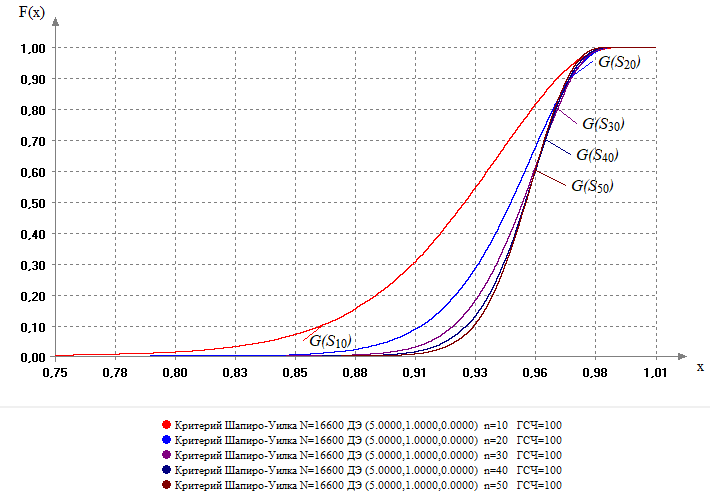 F(x)
1,00
0,90
0,80
0,70
0,60
0,50
0,40
0,30
0,20
0,10
0,00
G(S20)
G(S30)
G(S40)
G(S50)
G(S10)
0,75 0,78 0,80 0,83 0,85 0,88 0,91 0,93 0,96 0,98 1,01
x
Критерий Шапиро-Уилка N=16600 ДЭ (5.0000,1.0000,0.0000) n=10 ГСЧ=100
Критерий Шапиро-Уилка N=16600 ДЭ (5.0000,1.0000,0.0000) n=20 ГСЧ=100
Критерий Шапиро-Уилка N=16600 ДЭ (5.0000,1.0000,0.0000) n=30 ГСЧ=100
Критерий Шапиро-Уилка N=16600 ДЭ (5.0000,1.0000,0.0000) n=40 ГСЧ=100
Критерий Шапиро-Уилка N=16600 ДЭ (5.0000,1.0000,0.0000) n=50 ГСЧ=100